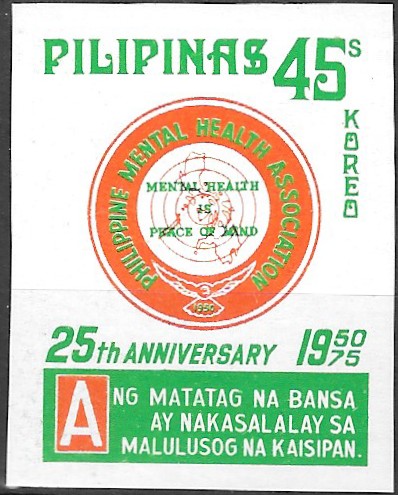 PILIPINAS 45s
KOREO
PHILIPPINE MENTAL HEALTH ASSOCIATION
MENTAL HEALTH
IS
PEACE OF MIND
1950
25th ANNIVERSARY 1950 75
ANG MATATAG NA BANSA
AY NAKASALALAY SA
MALULUSOG NA KAISIPAN.